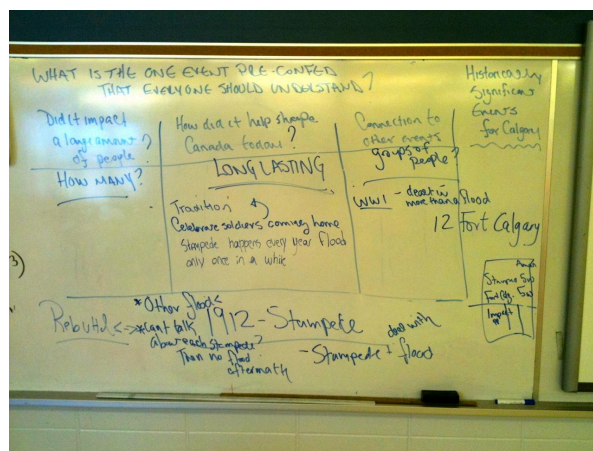 WHAT IS THE ONE EVENT PRE-CONFED
THAT EVERYONE SHOULD UNDERSTAND?
Historically
Significant
Events
for Calgary
Did it impact
a large amount
of people?
How did it help shape
Canada today?
Connection to
other events
groups of
people?
HOW MANY?
LONG LASTING
Tradition
Celebrate soldiers coming home
Stampede happens every year flood
only once in a while
WW1 - dealt in
more than a flood
12 Fort Calgary
3)
Stampede
Fort Calg.
Impact
*Other floods
Rebuild <-> *Cant talk
about each stampede?
Than no flood
aftermath
1912 - Stampede
- Stampede + flood
deal with